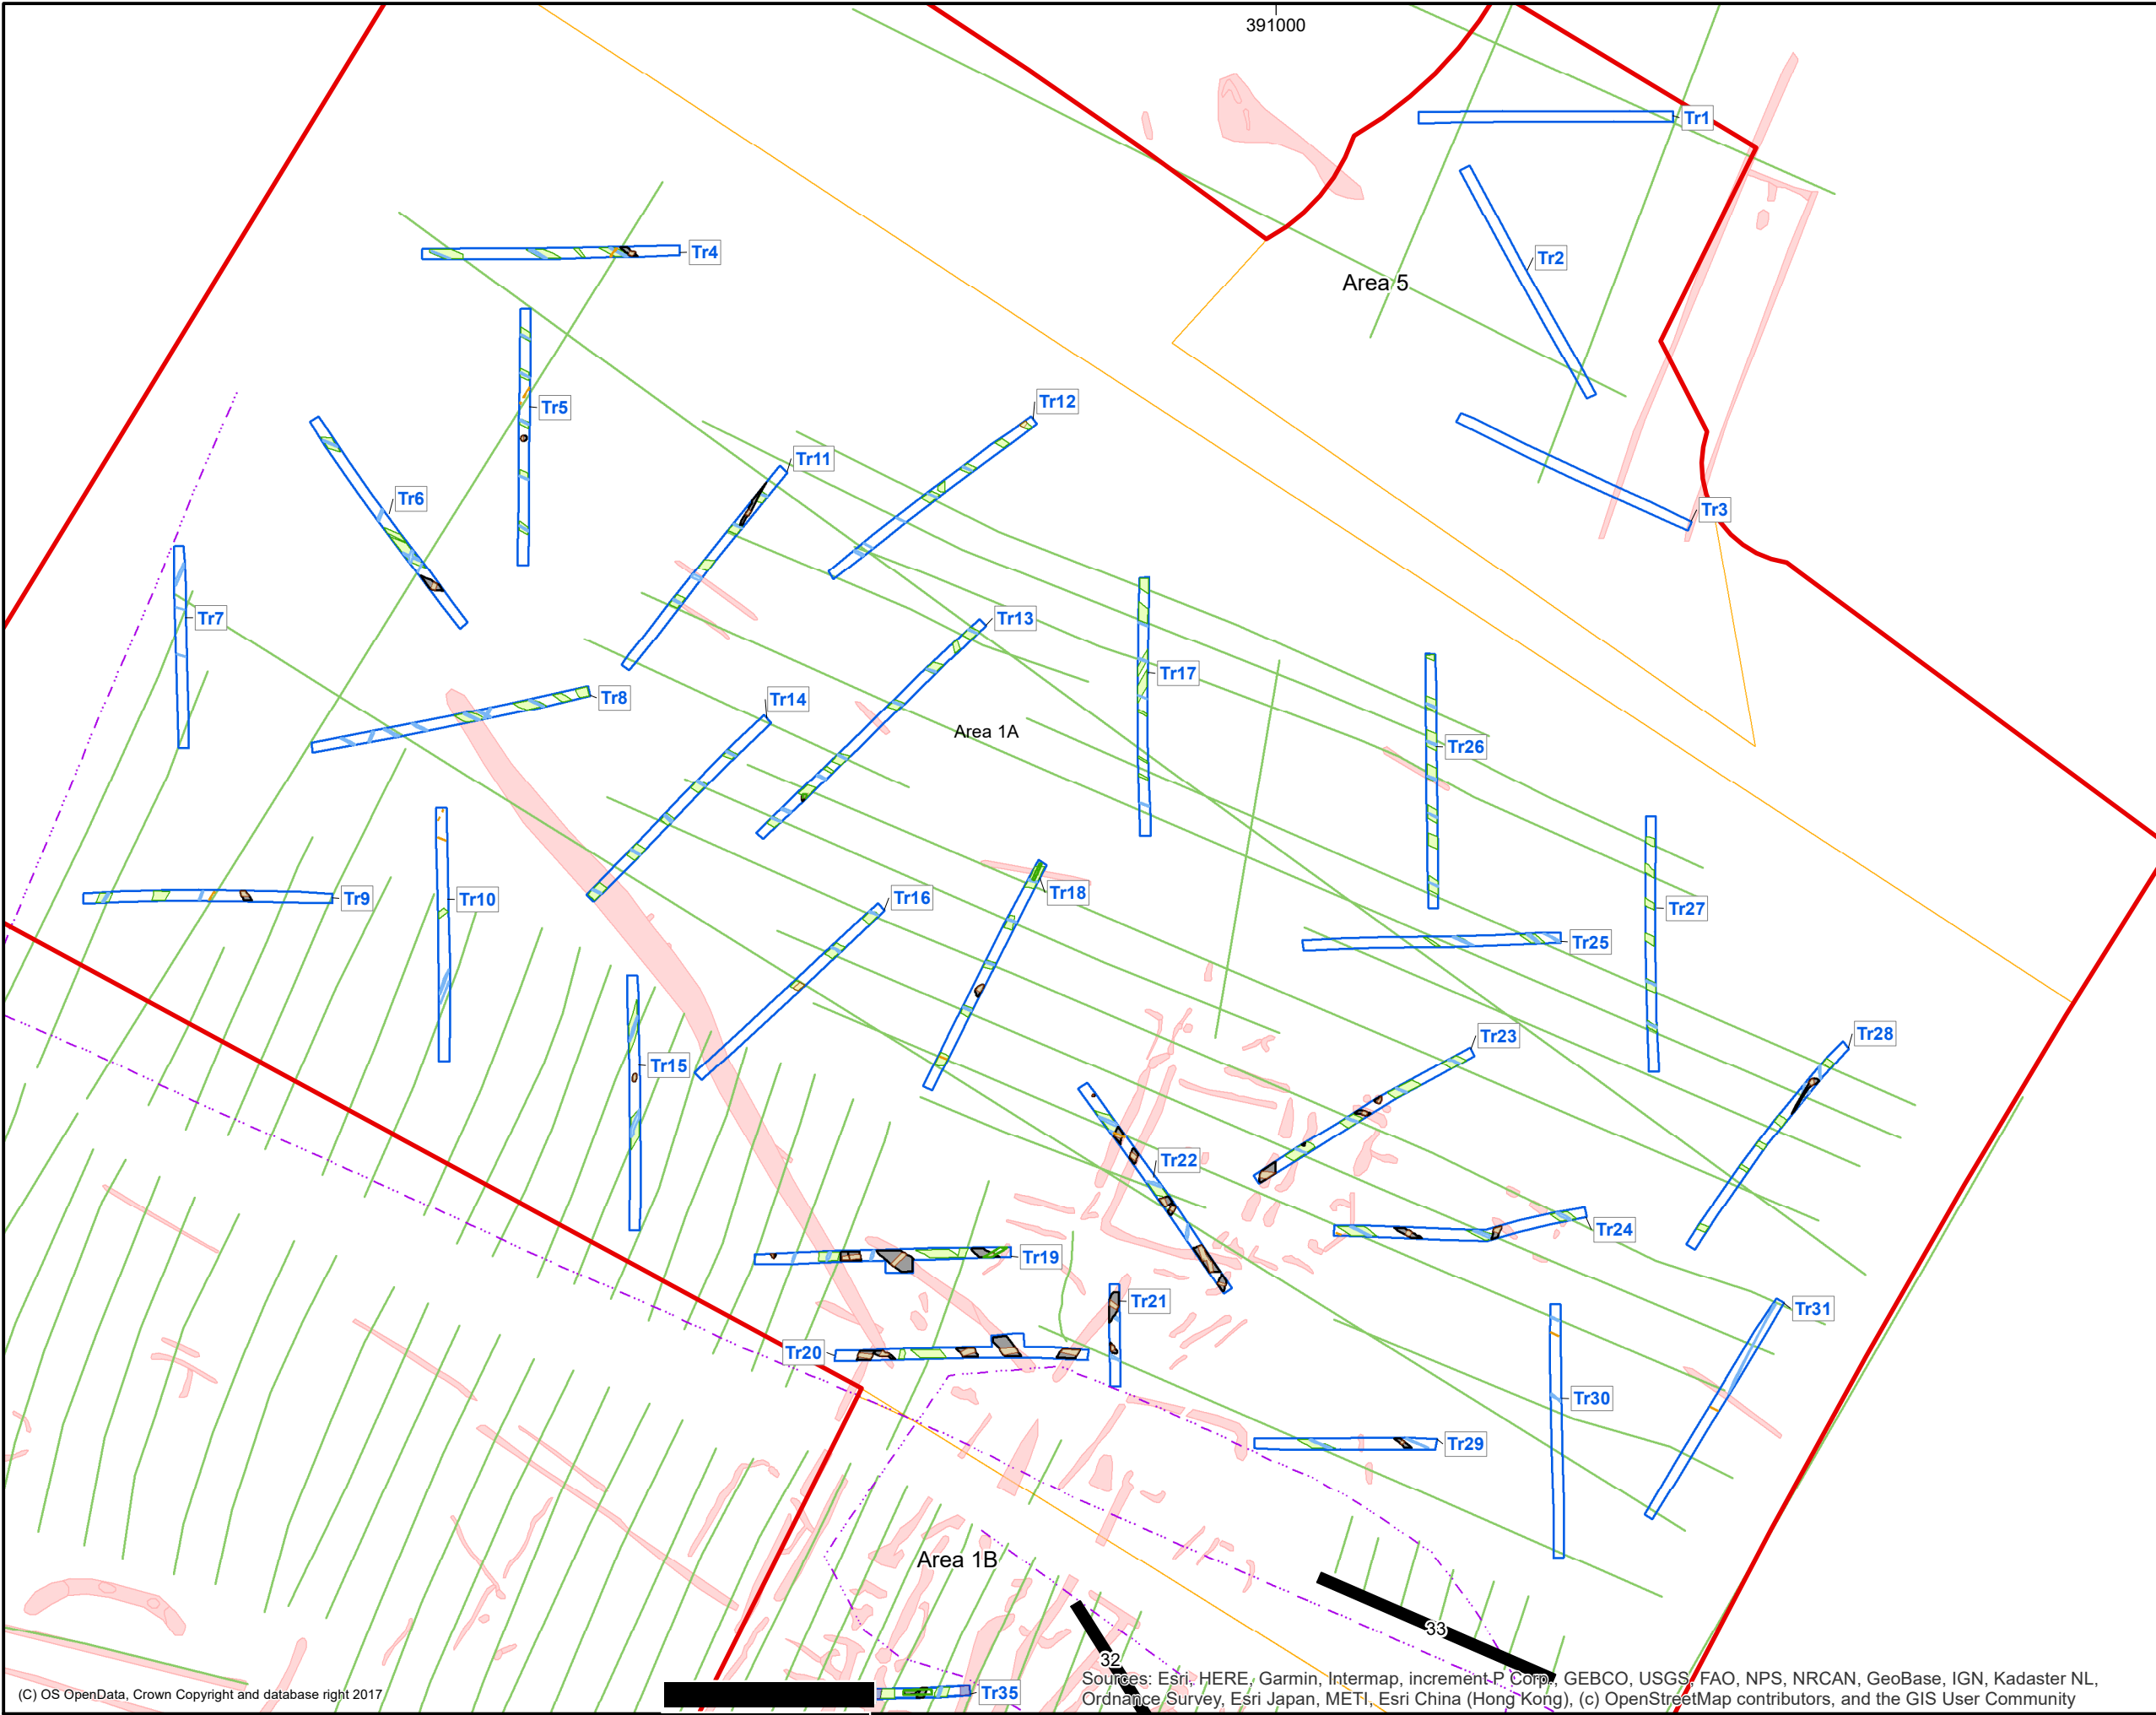 391000
Tr1
Tr4
Tr2
Area 5
Tr12
Tr5
Tr11
Tr6
Tr3
Tr7
Tr13
Tr17
Tr8
Tr14
Area 1A
Tr26
Tr18
Tr9
Tr10
Tr16
Tr27
Tr25
Tr28
Tr23
Tr15
Tr22
Tr24
Tr19
Tr21
Tr31
Tr20
Tr30
Tr29
Area 1B
33
32
Tr35
(C) OS OpenData, Crown Copyright and database right 2017
Sources: Esri, HERE, Garmin, Intermap, increment P Corp., GEBCO, USGS, FAO, NPS, NRCAN, GeoBase, IGN, Kadaster NL,
Ordnance Survey, Esri Japan, METI, Esri China (Hong Kong), (c) OpenStreetMap contributors, and the GIS User Community